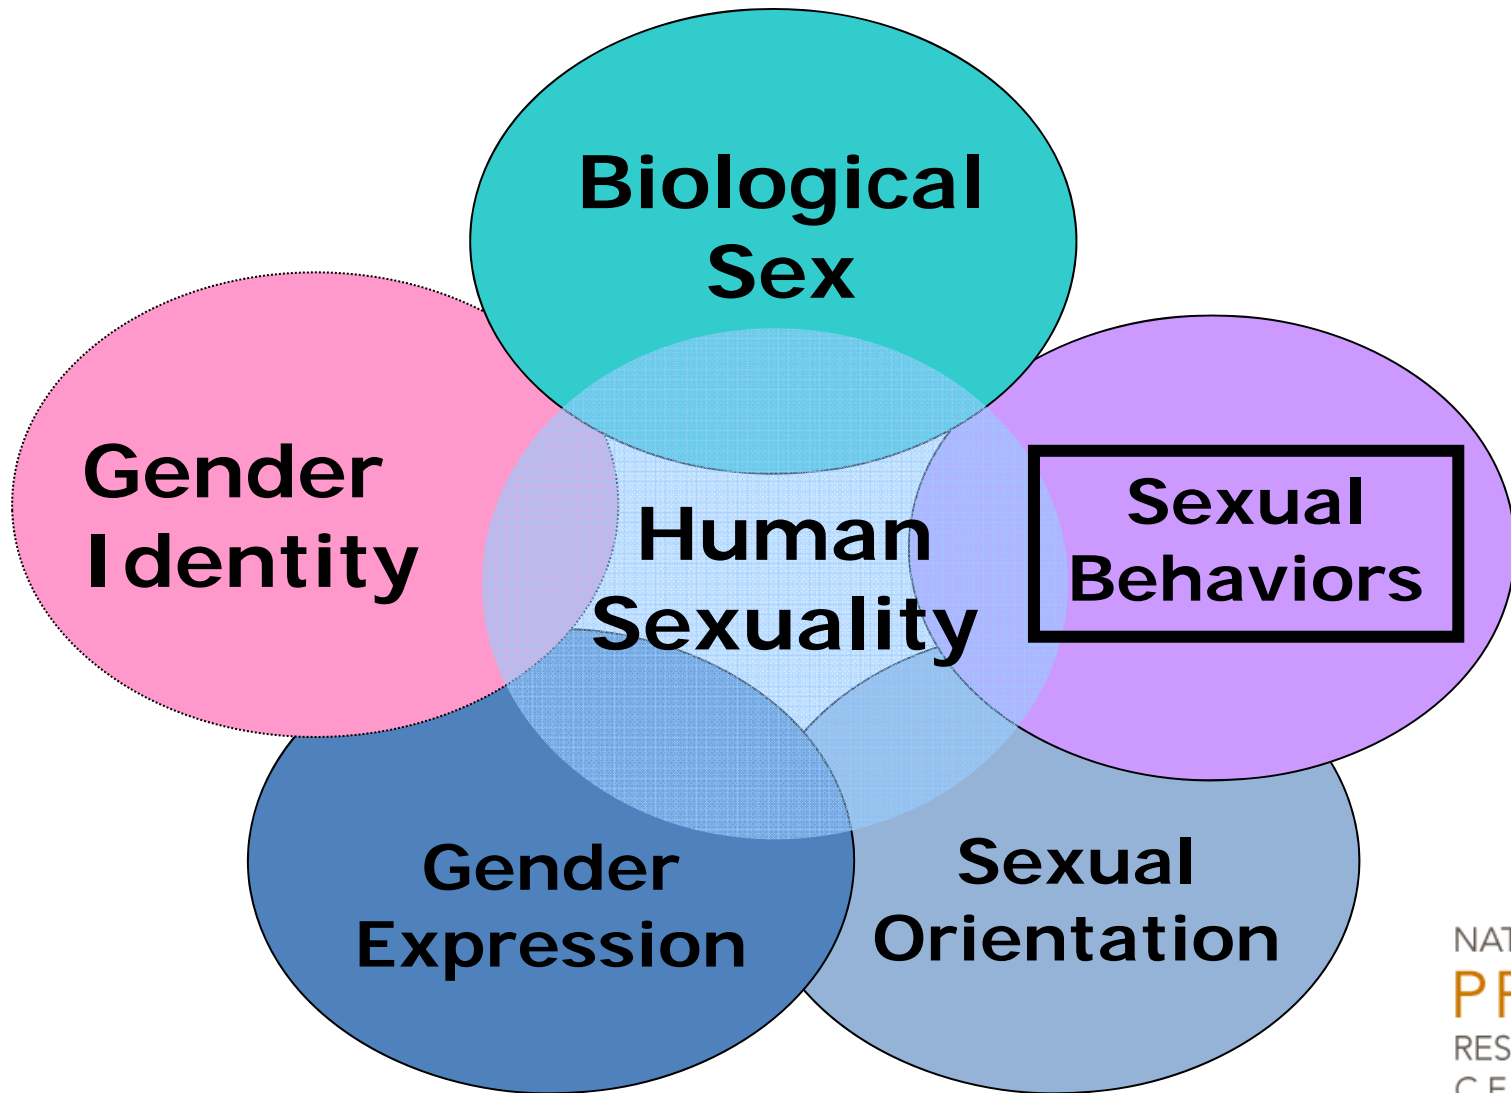 Biological
Sex
Gender
Identity
Human
Sexuality
Sexual
Behaviors
Gender
Expression
Sexual
Orientation